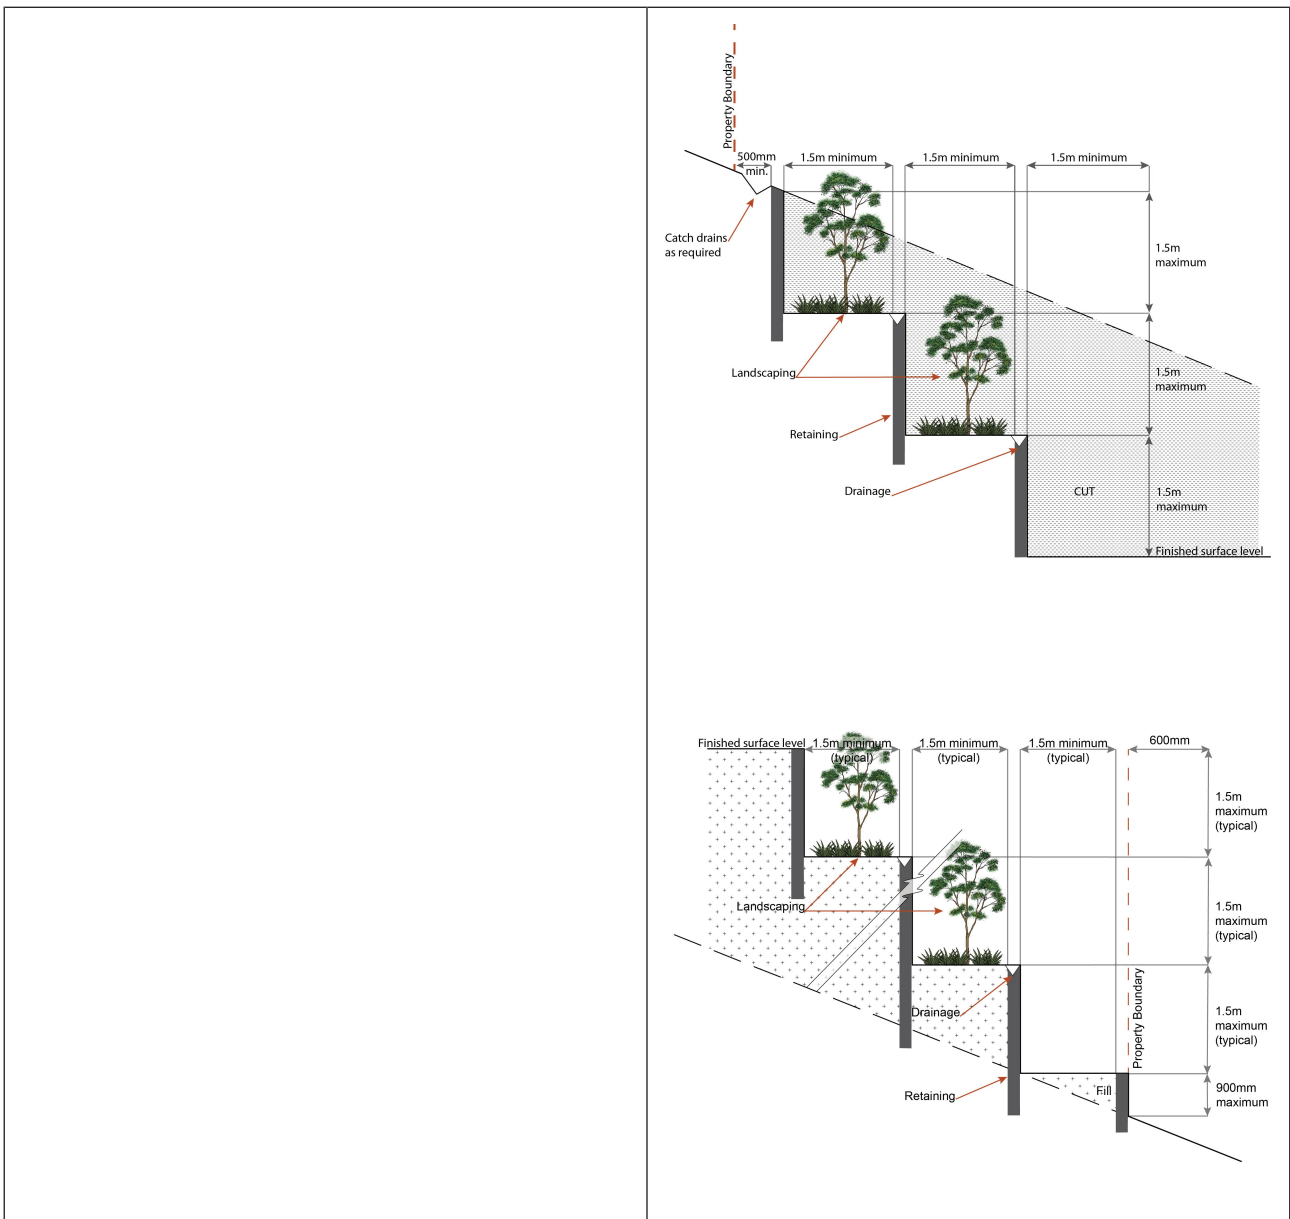 Property Boundary
500mm
min.
1.5m minimum
1.5m minimum
1.5m minimum
Catch drains
as required
1.5m
maximum
Landscaping
1.5m
maximum
Retaining
Drainage
CUT
1.5m
maximum
Finished surface level
Finished surface level
1.5m minimum
(typical)
1.5m minimum
(typical)
1.5m minimum
(typical)
600mm
1.5m
maximum
(typical)
Landscaping
1.5m
maximum
(typical)
Drainage
Property Boundary
1.5m
maximum
(typical)
Retaining
Fill
900mm
maximum